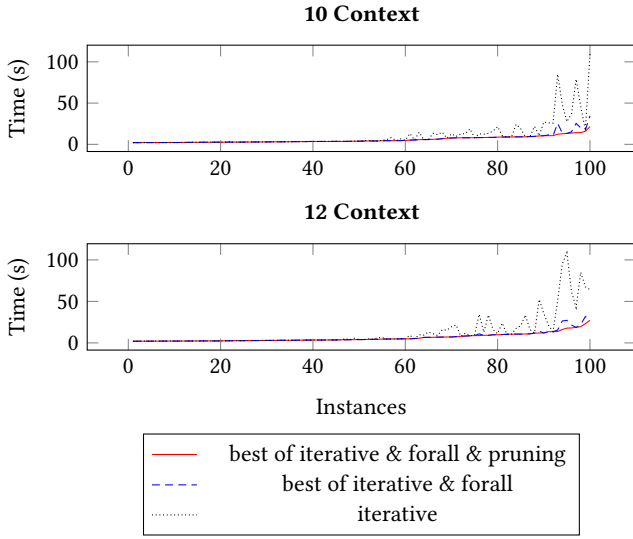 10 Context
Time (s)
100
50
0
0 20 40 60 80 100
12 Context
Time (s)
100
50
0
0 20 40 60 80 100
Instances
best of iterative & forall & pruning
best of iterative & forall
iterative